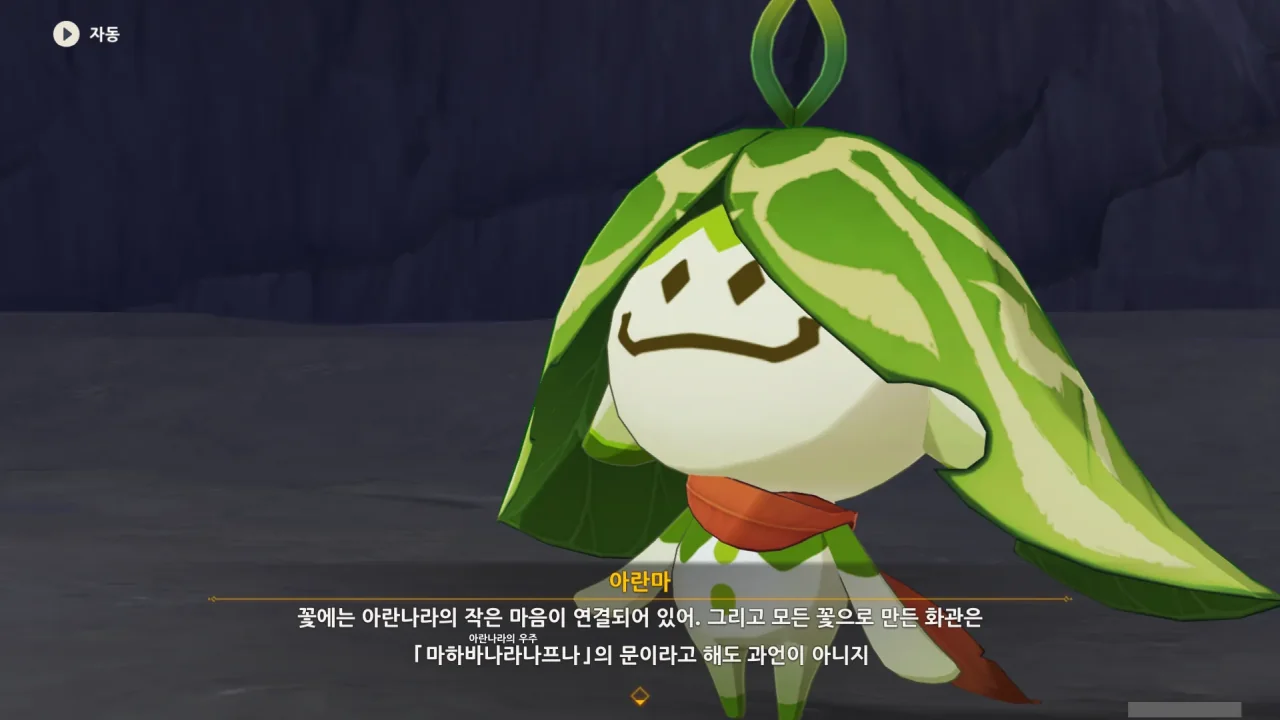 자동
아란마
꽃에는 아란나라의 작은 마음이 연결되어 있어. 그리고 모든 꽃으로 만든 화관은
아란나라의 우주
「마하바나라나프나」의 문이라고 해도 과언이 아니지